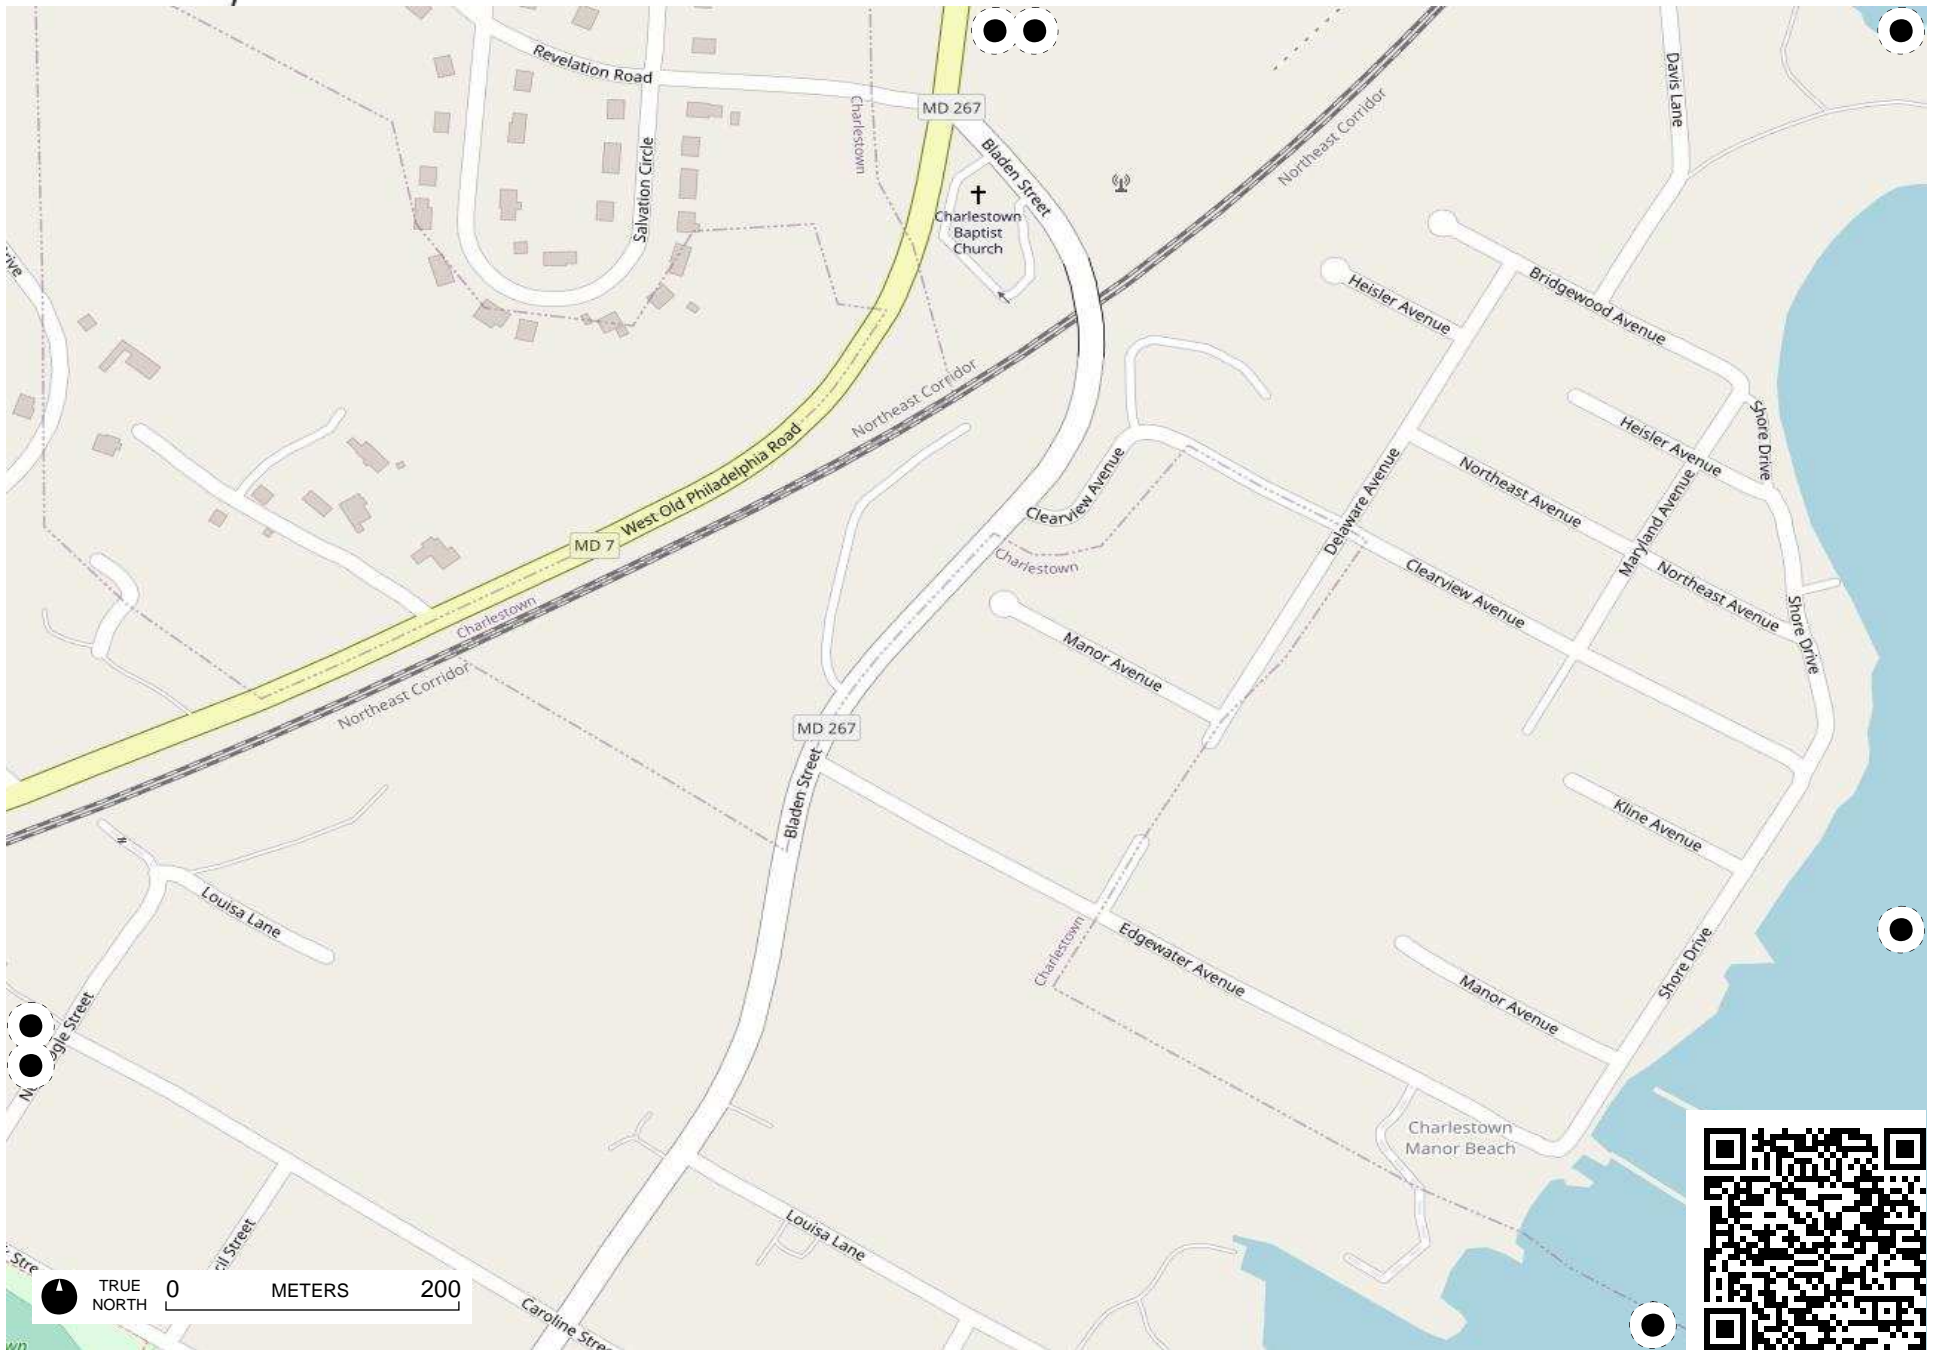 Revelation Road
MD 267
Davis Lane
Charlestown
Bladen Street
Northeast Corridor
Salvation Circle
Charlestown
Baptist
Church
Heisler Avenue
Bridgewood Avenue
Northeast Corridor
Shore Drive
Heisler Avenue
West Old Philadelphia Road
Clearview Avenue
Delaware Avenue
Northeast Avenue
Maryland Avenue
MD 7
Charlestown
Clearview Avenue
Northeast Avenue
Shore Drive
Charlestown
Manor Avenue
Northeast Corridor
MD 267
Bladen Street
Kline Avenue
Louisa Lane
Charlestown
Edgewater Avenue
Shore Drive
Manor Avenue
Charlestown
Manor Beach
Louisa Lane
TRUE
NORTH
0 METERS 200
Caroline Stree